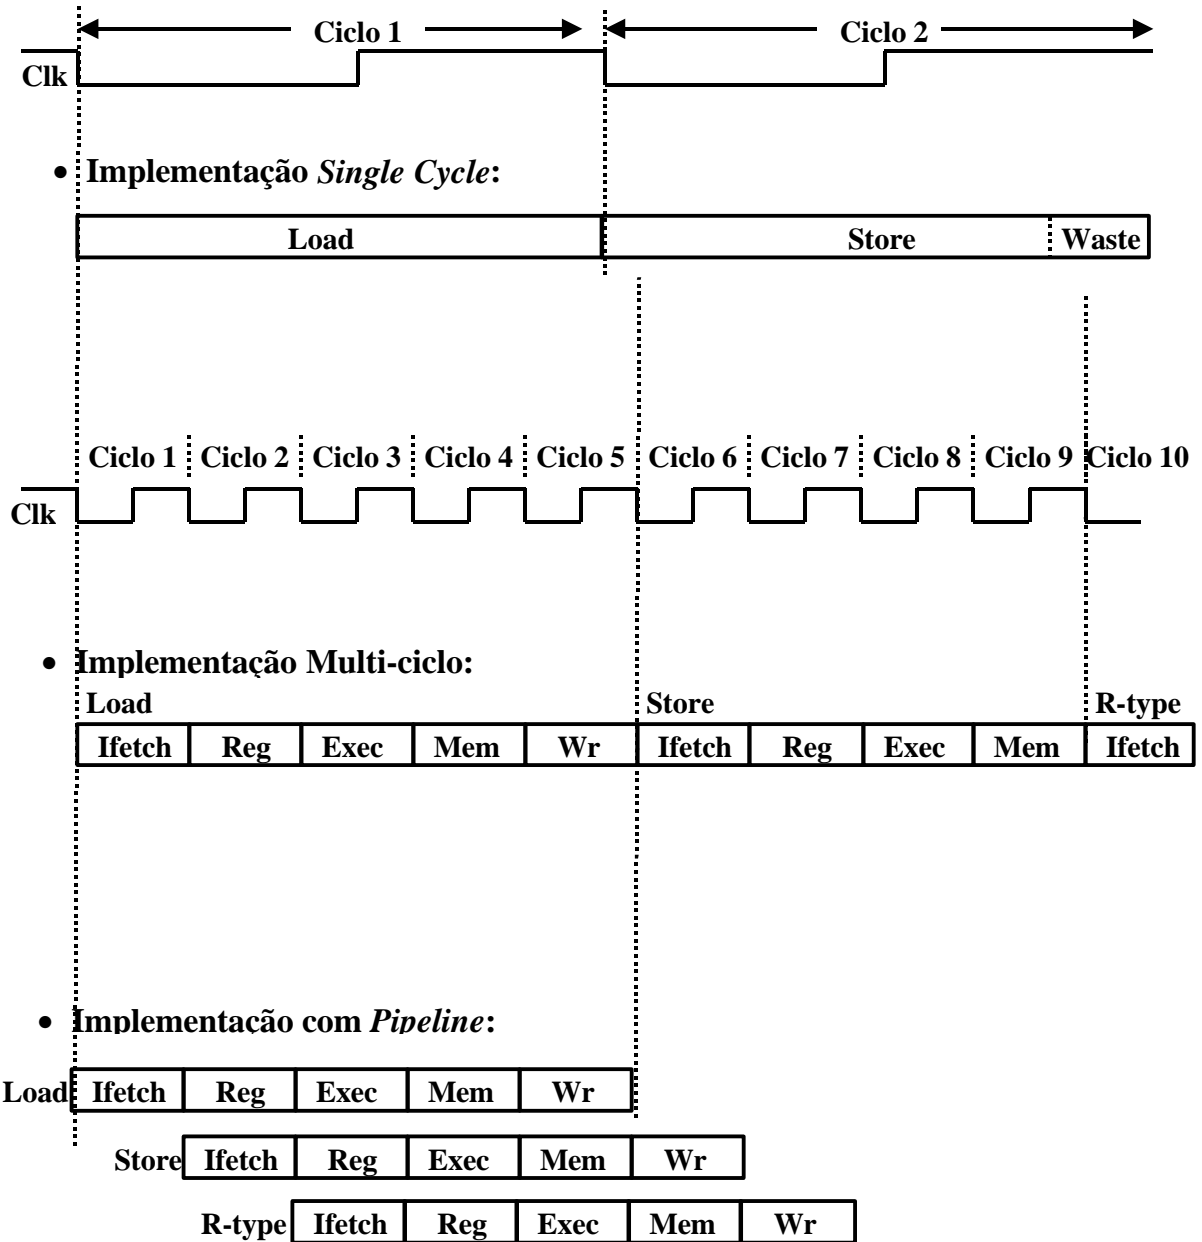 Ciclo 1 Ciclo 2
Clk
• Implementação Single Cycle:
Load Store Waste
Ciclo 1 Ciclo 2 Ciclo 3 Ciclo 4 Ciclo 5 Ciclo 6 Ciclo 7 Ciclo 8 Ciclo 9 Ciclo 10
Clk
• Implementação Multi-ciclo:
Load Store R-type
Ifetch Reg Exec Mem Wr Ifetch Reg Exec Mem Ifetch
• Implementação com Pipeline:
Load Ifetch Reg Exec Mem Wr
Store Ifetch Reg Exec Mem Wr
R-type Ifetch Reg Exec Mem Wr